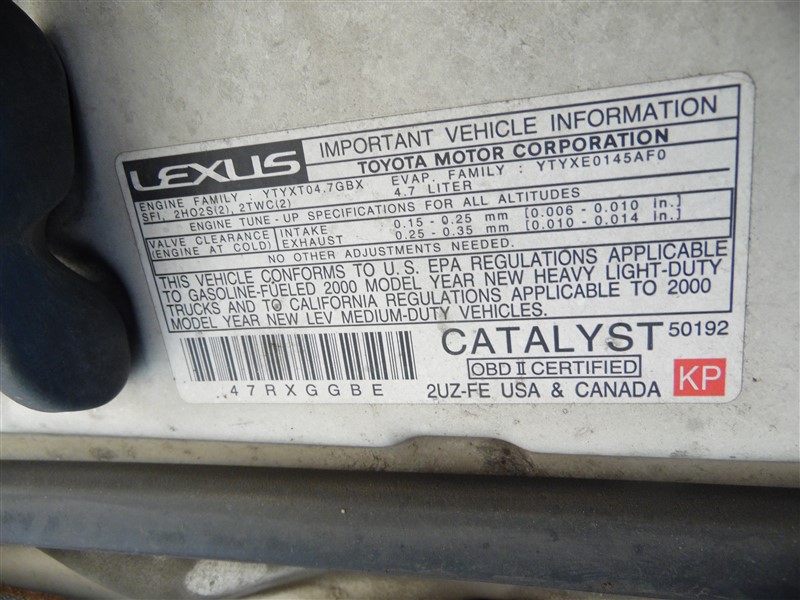 LEXUS
IMPORTANT VEHICLE INFORMATION
TOYOTA MOTOR CORPORATION
ENGINE FAMILY : YTYXT04.7GBX EVAP. FAMILY : YTYXE0145AF0
SFI, 2HO2S(2), 2TWC(2) 4.7 LITER
ENGINE TUNE - UP SPECIFICATIONS FOR ALL ALTITUDES
VALVE CLEARANCE INTAKE 0.15 - 0.25 mm [0.006 - 0.010 in.]
(ENGINE AT COLD) EXHAUST 0.25 - 0.35 mm [0.010 - 0.014 in.]
NO OTHER ADJUSTMENTS NEEDED.
THIS VEHICLE CONFORMS TO U.S. EPA REGULATIONS APPLICABLE
TO GASOLINE-FUELED 2000 MODEL YEAR NEW HEAVY LIGHT-DUTY
TRUCKS AND TO CALIFORNIA REGULATIONS APPLICABLE TO 2000
MODEL YEAR NEW LEV MEDIUM-DUTY VEHICLES.
CATALYST 50192
OBD II CERTIFIED
47RXGGBE 2UZ-FE USA & CANADA KP